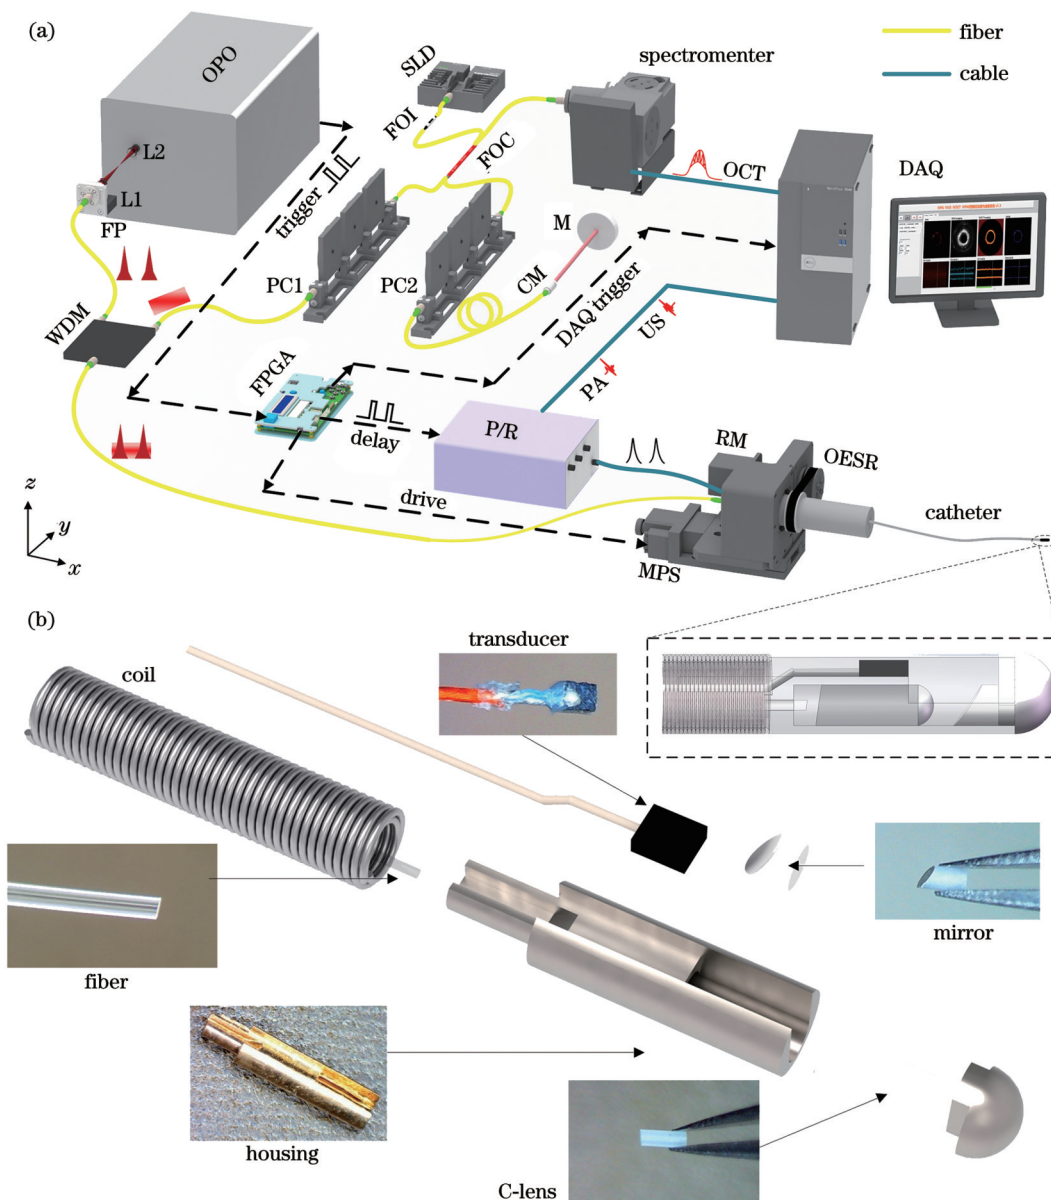 (a)
OPO
SLD
spectromenter
fiber
cable
FOI
L2
FOC
OCT
DAQ
L1
trigger
FP
M
PC1
PC2
CM
DAQ trigger
WDM
US
FPGA
PA
delay
P/R
RM
OESR
drive
catheter
z
y
x
MPS
(b)
transducer
coil
mirror
fiber
housing
C-lens